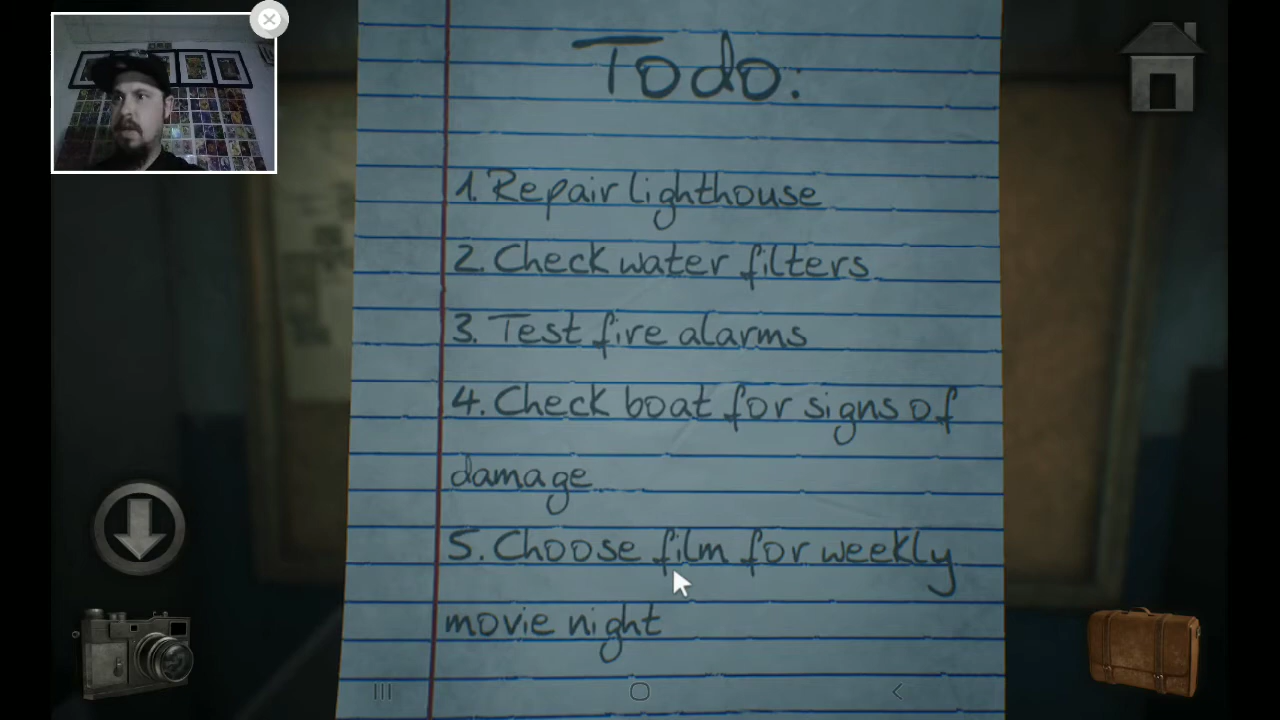 Todo:
1. Repair lighthouse
2. Check water filters
3. Test fire alarms
4. Check boat for signs of
damage
5. Choose film for weekly
movie night